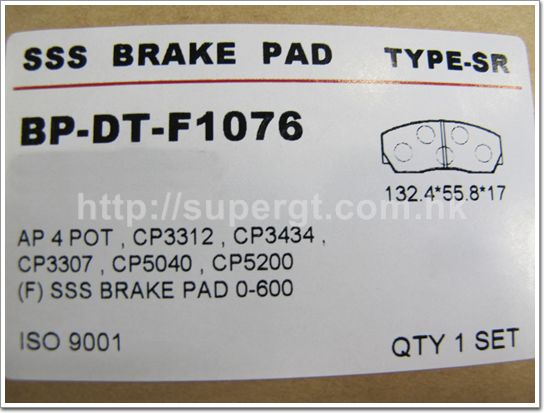 SSS BRAKE PAD TYPE-SR
BP-DT-F1076
132.4*55.8*17
http://supergt.com.hk
AP 4 POT , CP3312 , CP3434 ,
CP3307 , CP5040 , CP5200
(F) SSS BRAKE PAD 0-600
ISO 9001 QTY 1 SET